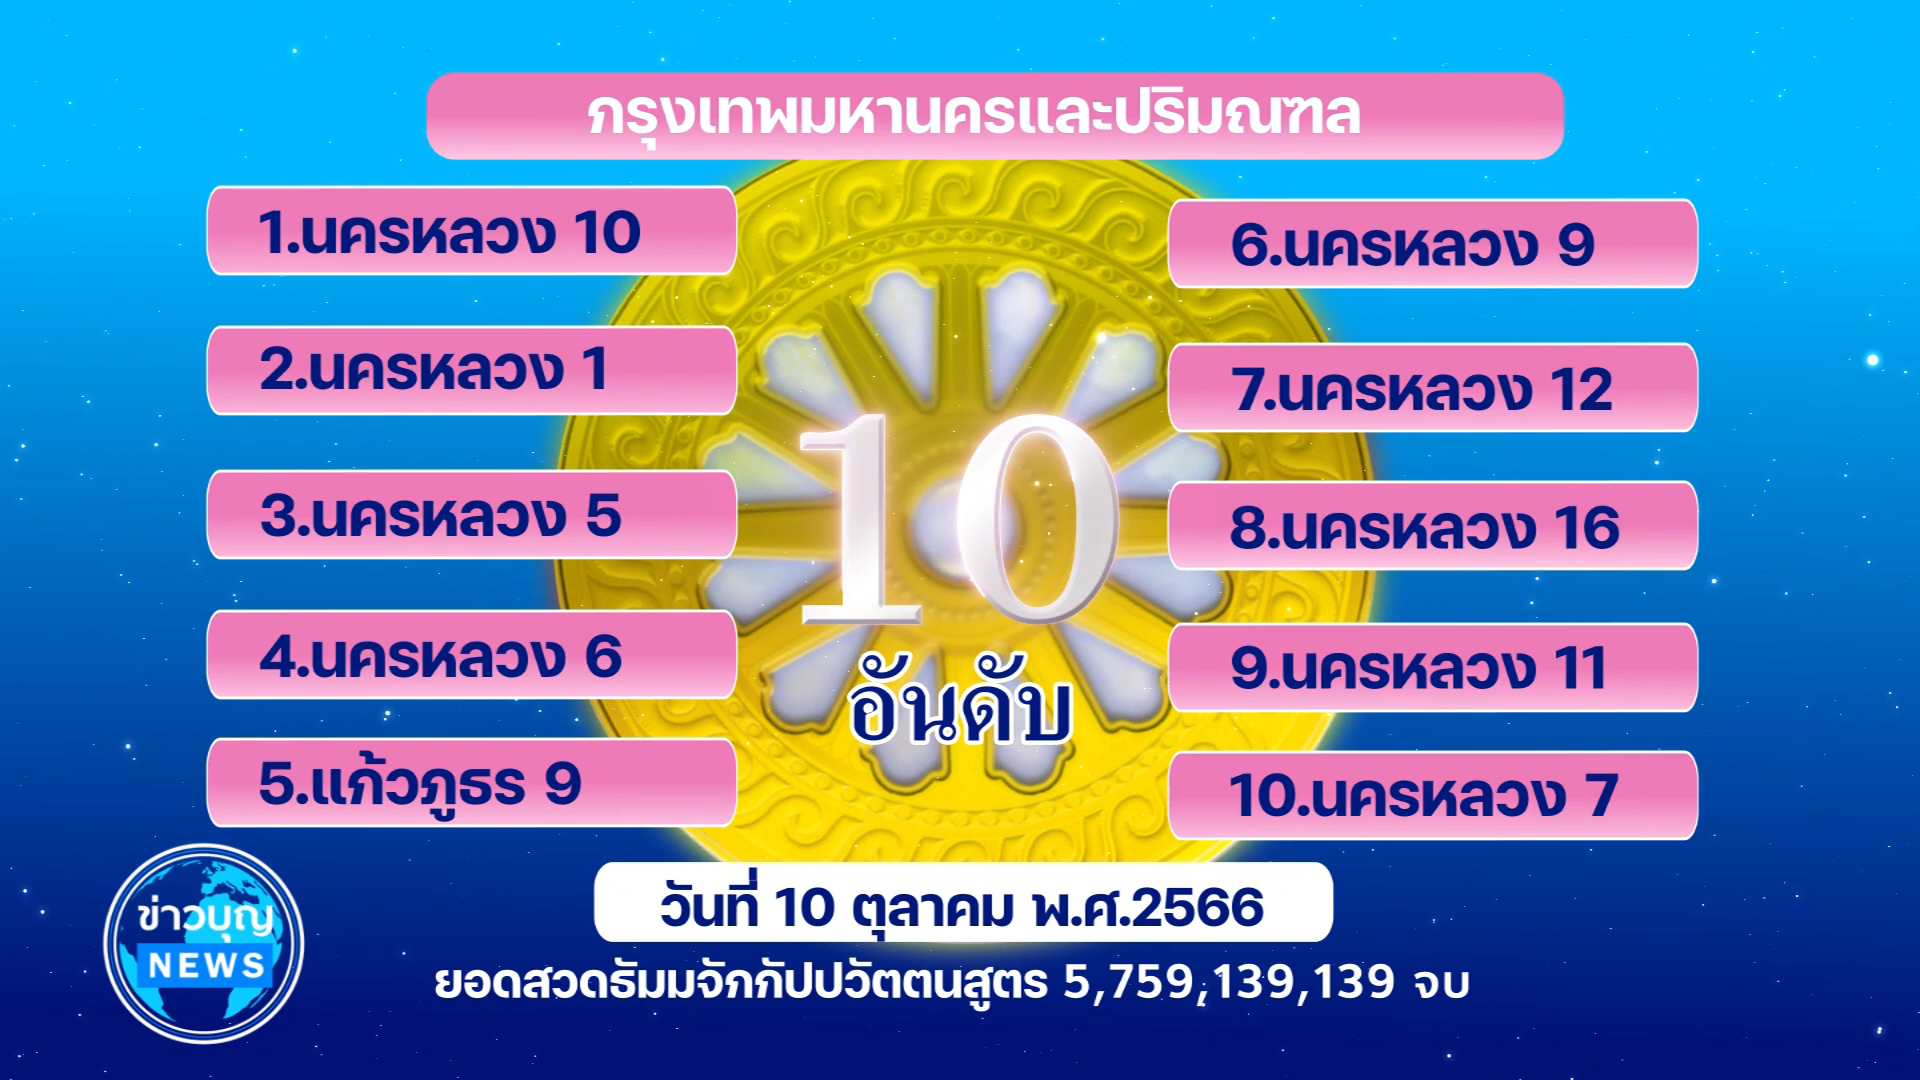 กรุงเทพมหานครและปริมณฑล
1.นครหลวง 10
2.นครหลวง 1
3.นครหลวง 5
4.นครหลวง 6
5.แก้วภูธร 9
10
อันดับ
6.นครหลวง 9
7.นครหลวง 12
8.นครหลวง 16
9.นครหลวง 11
10.นครหลวง 7
วันที่ 10 ตุลาคม พ.ศ.2566
ยอดสวดธัมมจักกัปปวัตตนสูตร 5,759,139,139 จบ
ข่าวบุญ
NEWS